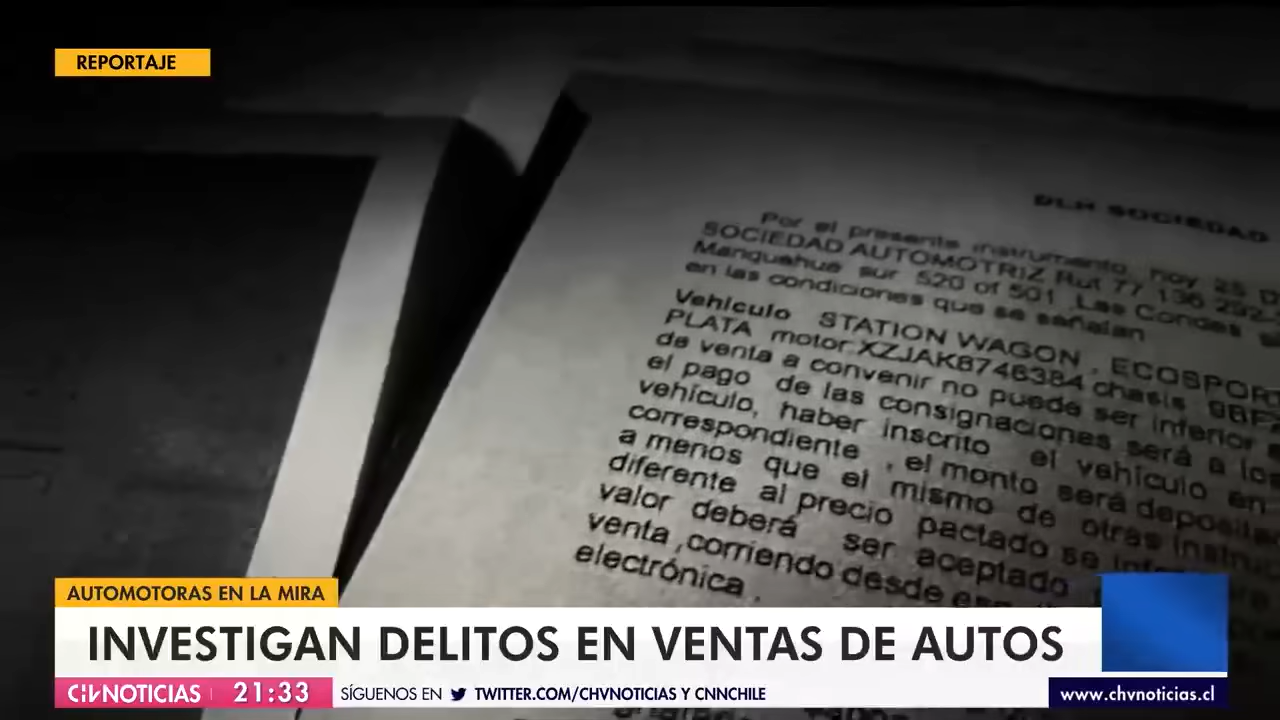 REPORTAJE
DLH SOCIEDAD
Por el presente instrumento, hoy 25
SOCIEDAD AUTOMOTRIZ Rut 77 136 292
Manquehue sur 520 of 501, Las Condes
en las condiciones que se señalan
Vehículo STATION WAGON , ECOSPORT
PLATA motor:XZJAK8746384 chasis 9BF
de venta a convenir no puede ser inferior
el pago de las consignaciones será a los
vehículo, haber inscrito el vehículo en
correspondiente , el monto será deposita
a menos que el mismo de otras instruc
diferente al precio pactado se
valor deberá ser aceptado
venta ,corriendo desde
electrónica .
AUTOMOTORAS EN LA MIRA
INVESTIGAN DELITOS EN VENTAS DE AUTOS
CHVNOTICIAS 21:33 SÍGUENOS EN TWITTER.COM/CHVNOTICIAS Y CNNCHILE www.chvnoticias.cl